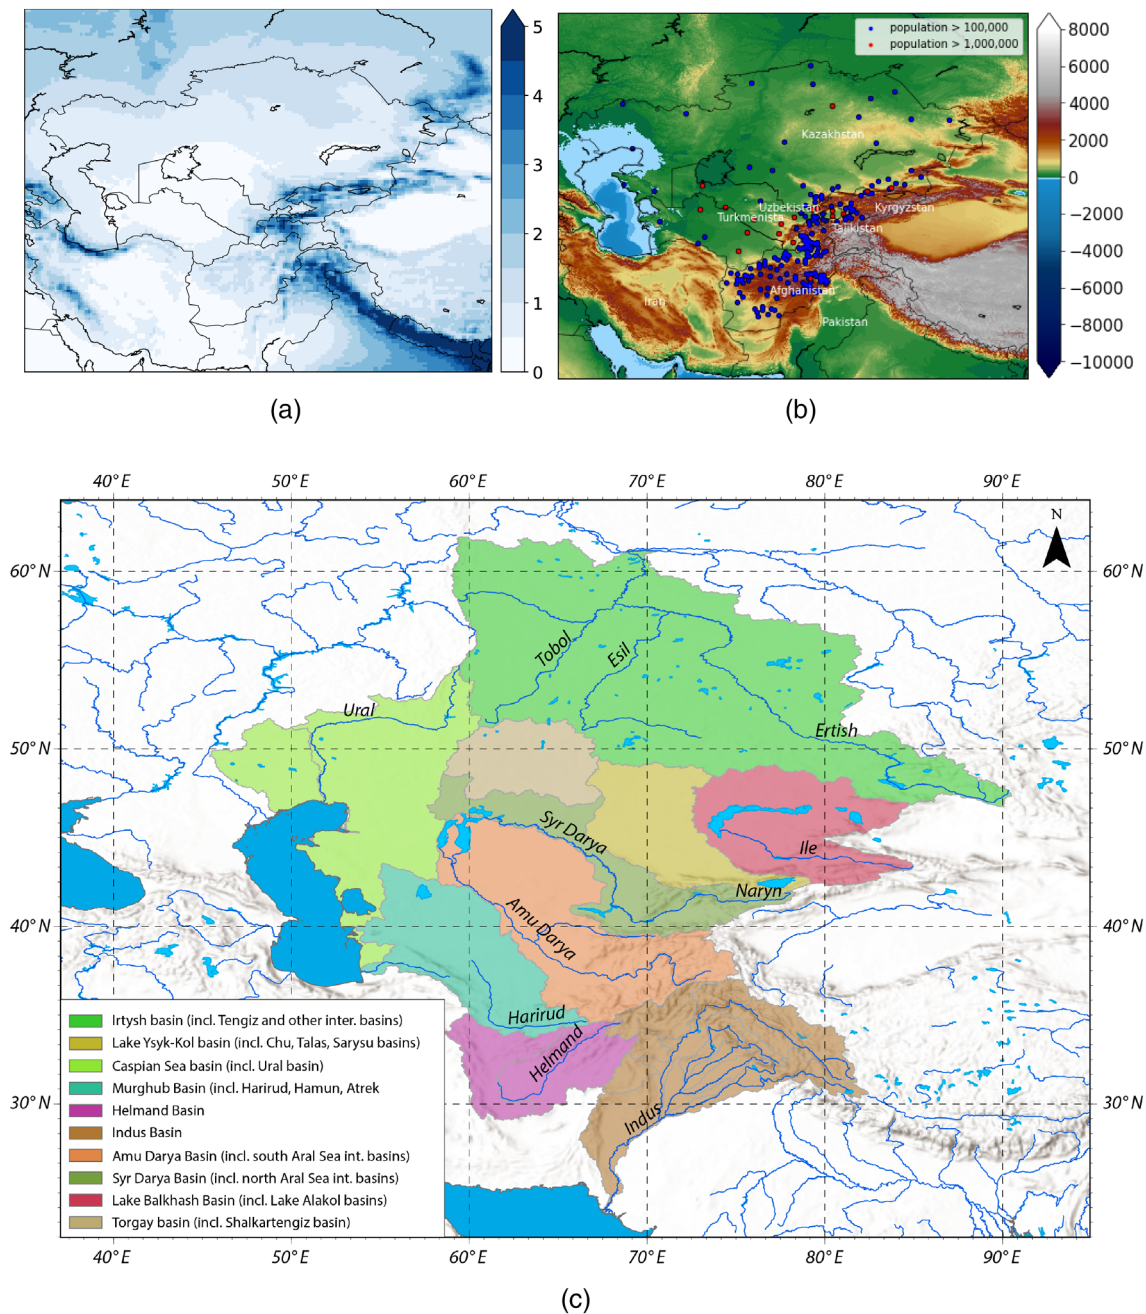 5
4
3
2
1
0
(a)
population > 100,000
population > 1,000,000
Kazakhstan
Uzbekistan
Kyrgyzstan
Turkmenista
Tajikistan
Afghanistan
Iran
Pakistan
8000
6000
4000
2000
0
−2000
−4000
−6000
−8000
−10000
(b)
40° E 50° E 60° E 70° E 80° E 90° E
N
60° N 60° N
Tobol
Esil
Ural
Ertish
50° N 50° N
Syr Darya
Ile
Naryn
Amu Darya
40° N 40° N
Harirud
Helmand
Indus
30° N 30° N
Irtysh basin (incl. Tengiz and other inter. basins)
Lake Ysyk-Kol basin (incl. Chu, Talas, Sarysu basins)
Caspian Sea basin (incl. Ural basin)
Murghub Basin (incl. Harirud, Hamun, Atrek
Helmand Basin
Indus Basin
Amu Darya Basin (incl. south Aral Sea int. basins)
Syr Darya Basin (incl. north Aral Sea int. basins)
Lake Balkhash Basin (incl. Lake Alakol basins)
Torgay basin (incl. Shalkartengiz basin)
40° E 50° E 60° E 70° E 80° E 90° E
(c)